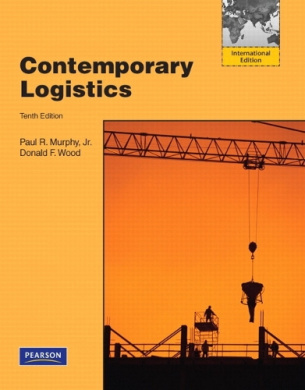 International
Edition
Contemporary
Logistics
Tenth Edition
Paul R. Murphy, Jr.
Donald F. Wood
PEARSON